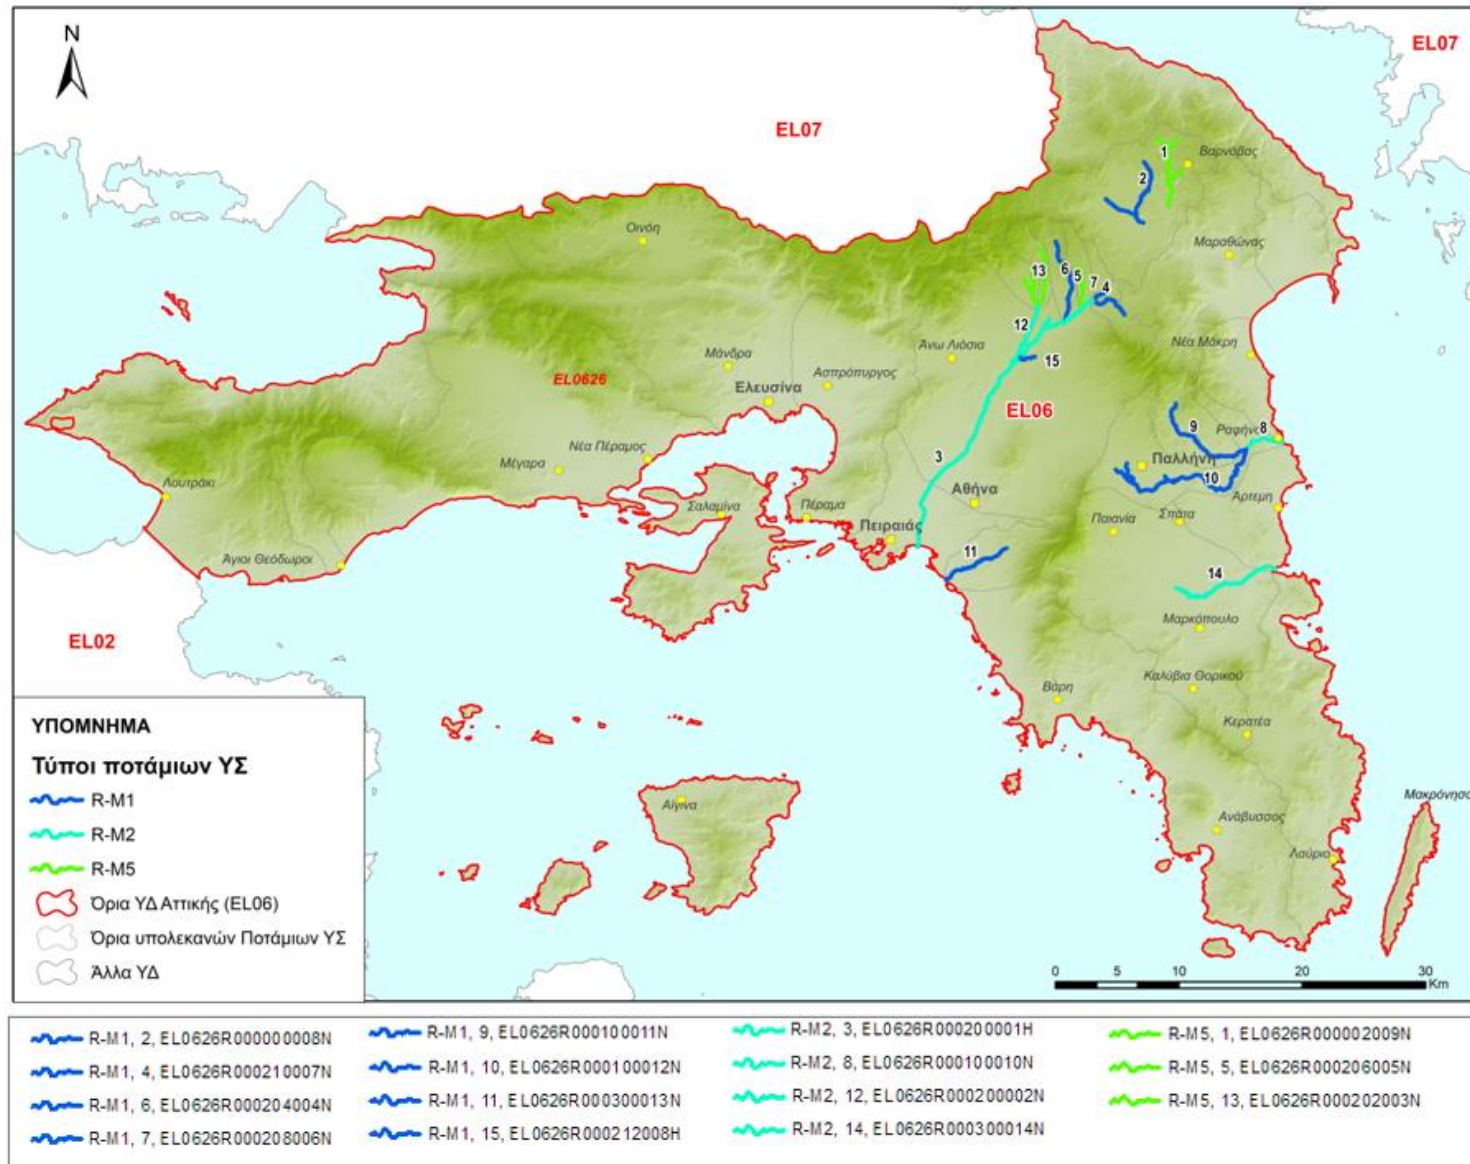 N
EL07
EL07
1
Βαρνάβας
2
Οινόη
Μαραθώνας
13
6
5
7
4
12
Άνω Λιόσια
Νέα Μάκρη
Μάνδρα
15
EL0626
Ασπρόπυργος
Ελευσίνα
EL06
9
Ραφήνα
8
Νέα Πέραμος
Μέγαρα
3
Παλλήνη
10
Λουτράκι
Αθήνα
Άρτεμη
Σαλαμίνα
Πέραμα
Παιανία
Σπάτα
Πειραιάς
Άγιοι Θεόδωροι
11
14
Μαρκόπουλο
EL02
Βάρη
Καλύβια Θορικού
Κερατέα
Αίγινα
Μακρόνησο
Ανάβυσσος
Λαύριο
ΥΠΟΜΝΗΜΑ
Τύποι ποτάμιων ΥΣ
R-M1
R-M2
R-M5
Όρια ΥΔ Αττικής (EL06)
Όρια υπολεκανών Ποτάμιων ΥΣ
Άλλα ΥΔ
0 5 10 20 30
Km
R-M1, 2, EL0626R000000008N
R-M1, 4, EL0626R000210007N
R-M1, 6, EL0626R000204004N
R-M1, 7, EL0626R000208006N
R-M1, 9, EL0626R000100011N
R-M1, 10, EL0626R000100012N
R-M1, 11, EL0626R000300013N
R-M1, 15, EL0626R000212008H
R-M2, 3, EL0626R000200001H
R-M2, 8, EL0626R000100010N
R-M2, 12, EL0626R000200002N
R-M2, 14, EL0626R000300014N
R-M5, 1, EL0626R000002009N
R-M5, 5, EL0626R000206005N
R-M5, 13, EL0626R000202003N